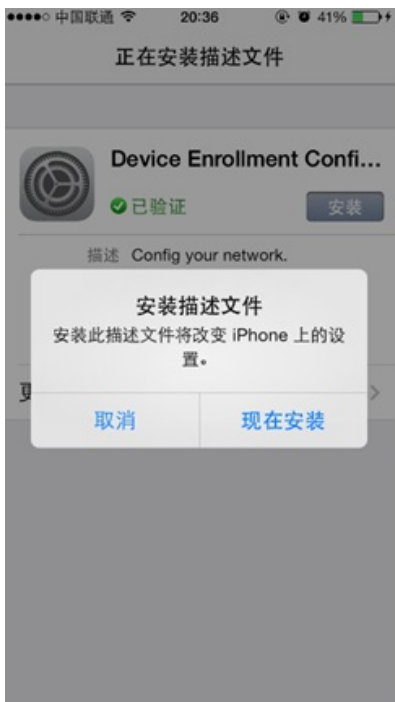 中国联通 20:36 41%
正在安装描述文件
Device Enrollment Confi...
已验证 安装
描述 Config your network.
安装描述文件
安装此描述文件将改变 iPhone 上的设
置。
取消 现在安装